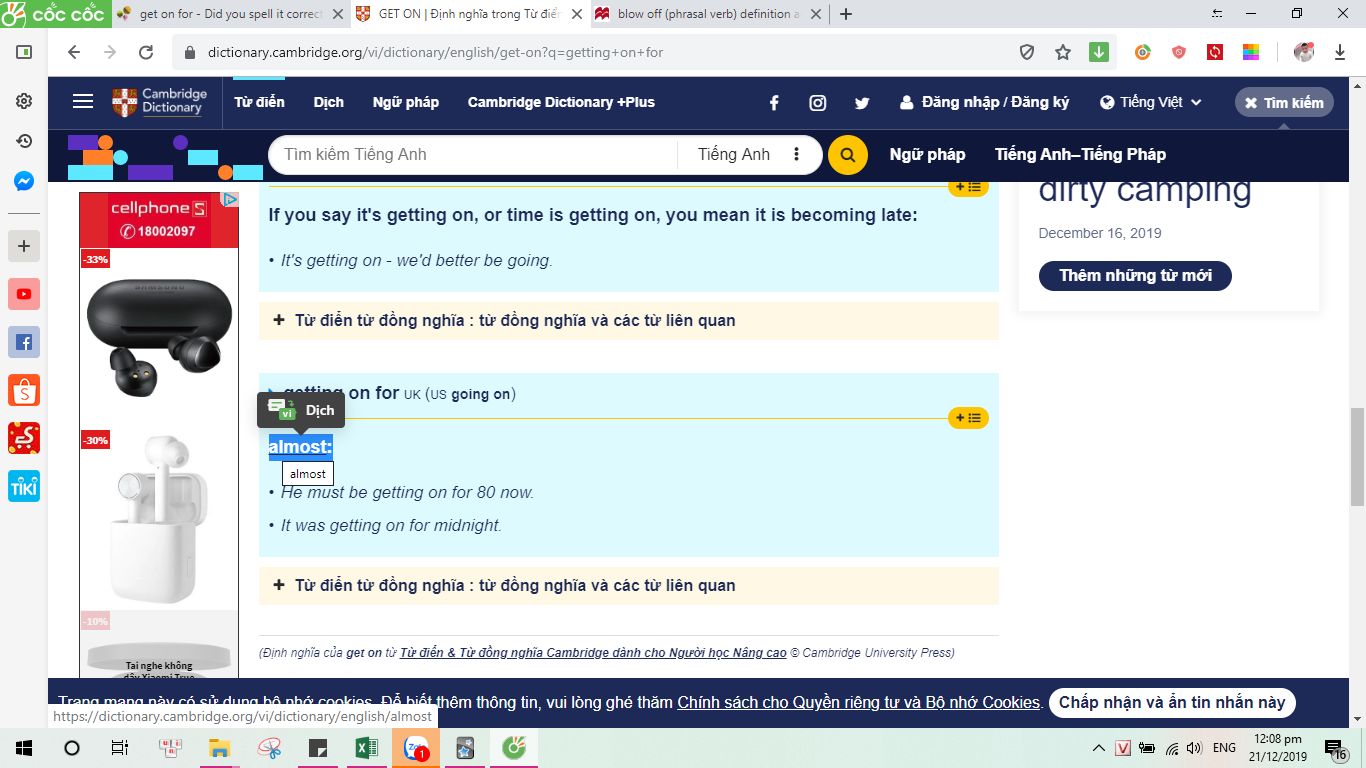 cốc cốc
get on for - Did you spell it correct
GET ON | Định nghĩa trong Từ điển
blow off (phrasal verb) definition a
dictionary.cambridge.org/vi/dictionary/english/get-on?q=getting+on+for
Cambridge
Dictionary
Từ điển
Dịch
Ngữ pháp
Cambridge Dictionary +Plus
Đăng nhập / Đăng ký
Tiếng Việt
Tìm kiếm
Tìm kiếm Tiếng Anh
Tiếng Anh
Ngữ pháp
Tiếng Anh–Tiếng Pháp
cellphoneS
18002097
-33%
SAMSUNG
-30%
-10%
Tai nghe không
dây Xiaomi True
If you say it's getting on, or time is getting on, you mean it is becoming late:
• It's getting on - we'd better be going.
+ Từ điển từ đồng nghĩa : từ đồng nghĩa và các từ liên quan
getting on for UK (US going on)
Dịch
vi
almost:
almost
• He must be getting on for 80 now.
• It was getting on for midnight.
+ Từ điển từ đồng nghĩa : từ đồng nghĩa và các từ liên quan
(Định nghĩa của get on từ Từ điển & Từ đồng nghĩa Cambridge dành cho Người học Nâng cao © Cambridge University Press)
dirty camping
December 16, 2019
Thêm những từ mới
Trang mạng này có sử dụng bộ nhớ cookies. Để biết thêm thông tin, vui lòng ghé thăm Chính sách cho Quyền riêng tư và Bộ nhớ Cookies.
Chấp nhận và ẩn tin nhắn này
https://dictionary.cambridge.org/vi/dictionary/english/almost
TIKI
Zalo
1
V
ENG
12:08 pm
21/12/2019
16